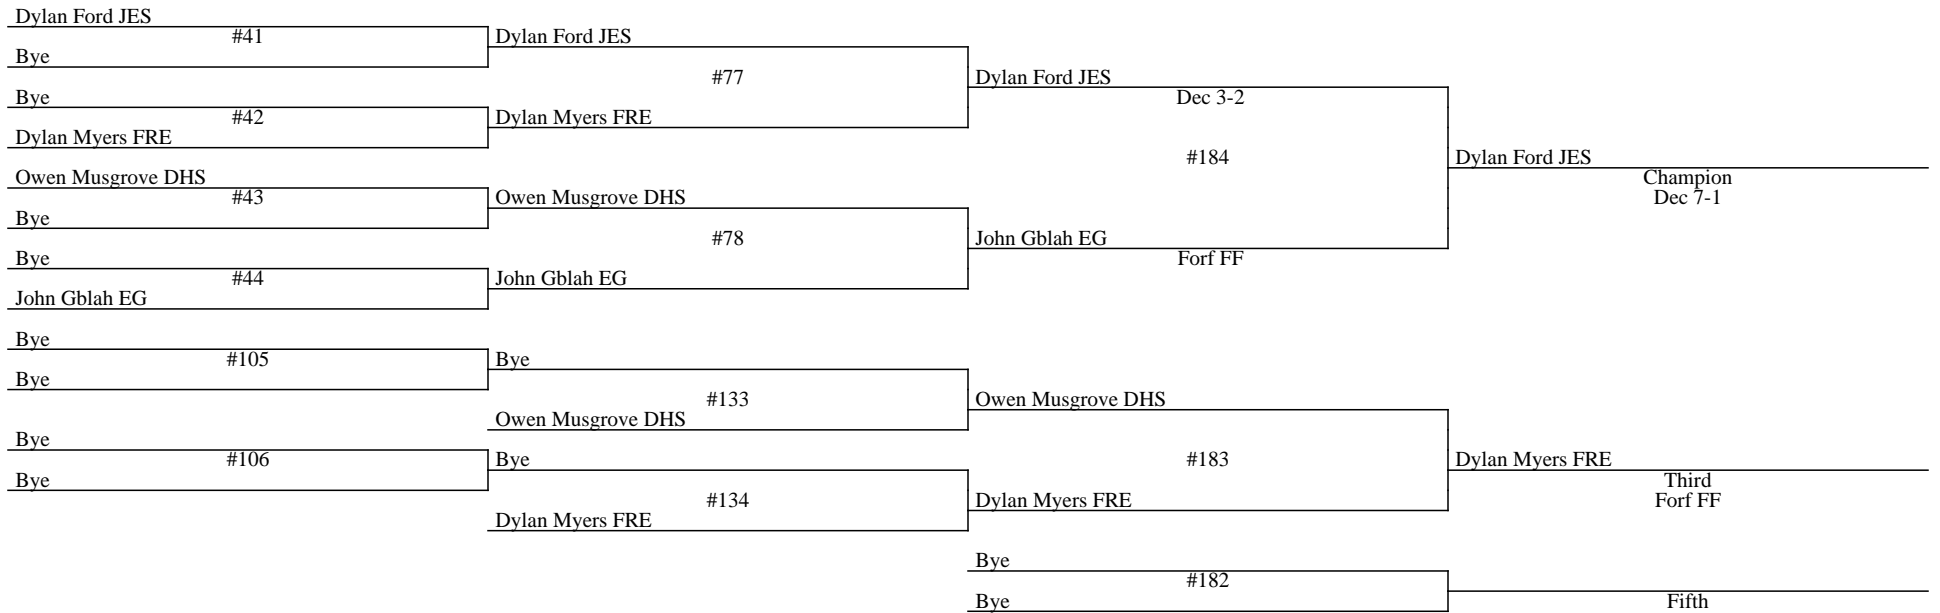 Dylan Ford JES
#41
Bye
Dylan Ford JES
#77
Bye
#42
Dylan Myers FRE
Dylan Myers FRE
Dylan Ford JES
Dec 3-2
Owen Musgrove DHS
#43
Bye
Owen Musgrove DHS
#78
Bye
#44
John Gblah EG
John Gblah EG
John Gblah EG
Forf FF
#184
Dylan Ford JES
Champion
Dec 7-1
Bye
#105
Bye
Bye
#133
Owen Musgrove DHS
Owen Musgrove DHS
Bye
#106
Bye
Bye
#134
Dylan Myers FRE
Dylan Myers FRE
#183
Dylan Myers FRE
Third
Forf FF
Bye
#182
Bye
Fifth